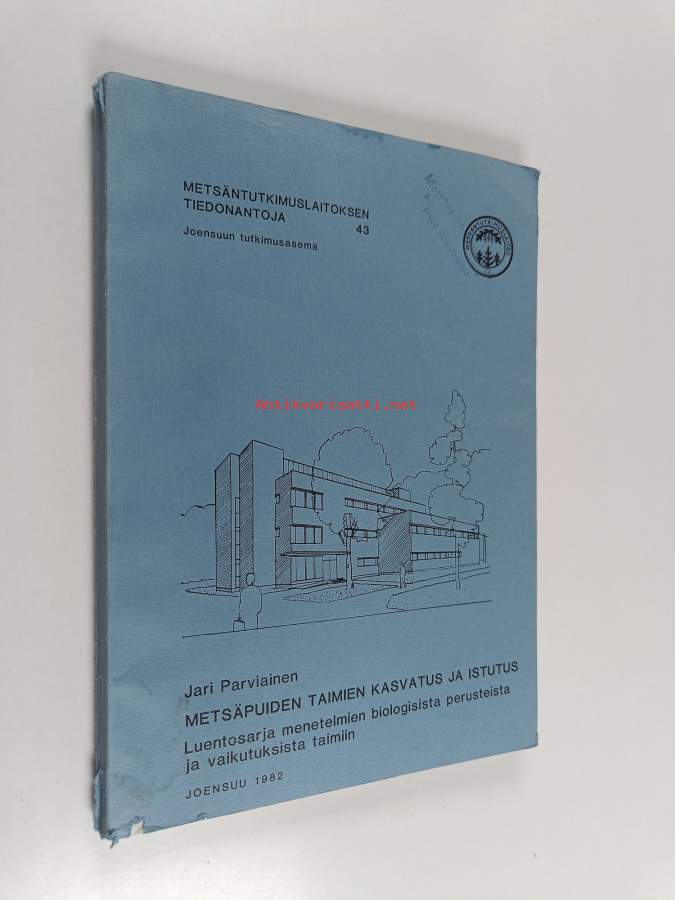 METSÄNTUTKIMUSLAITOKSEN
TIEDONANTOJA 43
Joensuun tutkimusasema
METSÄNTUTKIMUSLAITOS
Antikvariaatti.net
Jari Parviainen
METSÄPUIDEN TAIMIEN KASVATUS JA ISTUTUS
Luentosarja menetelmien biologisista perusteista
ja vaikutuksista taimiin
JOENSUU 1982